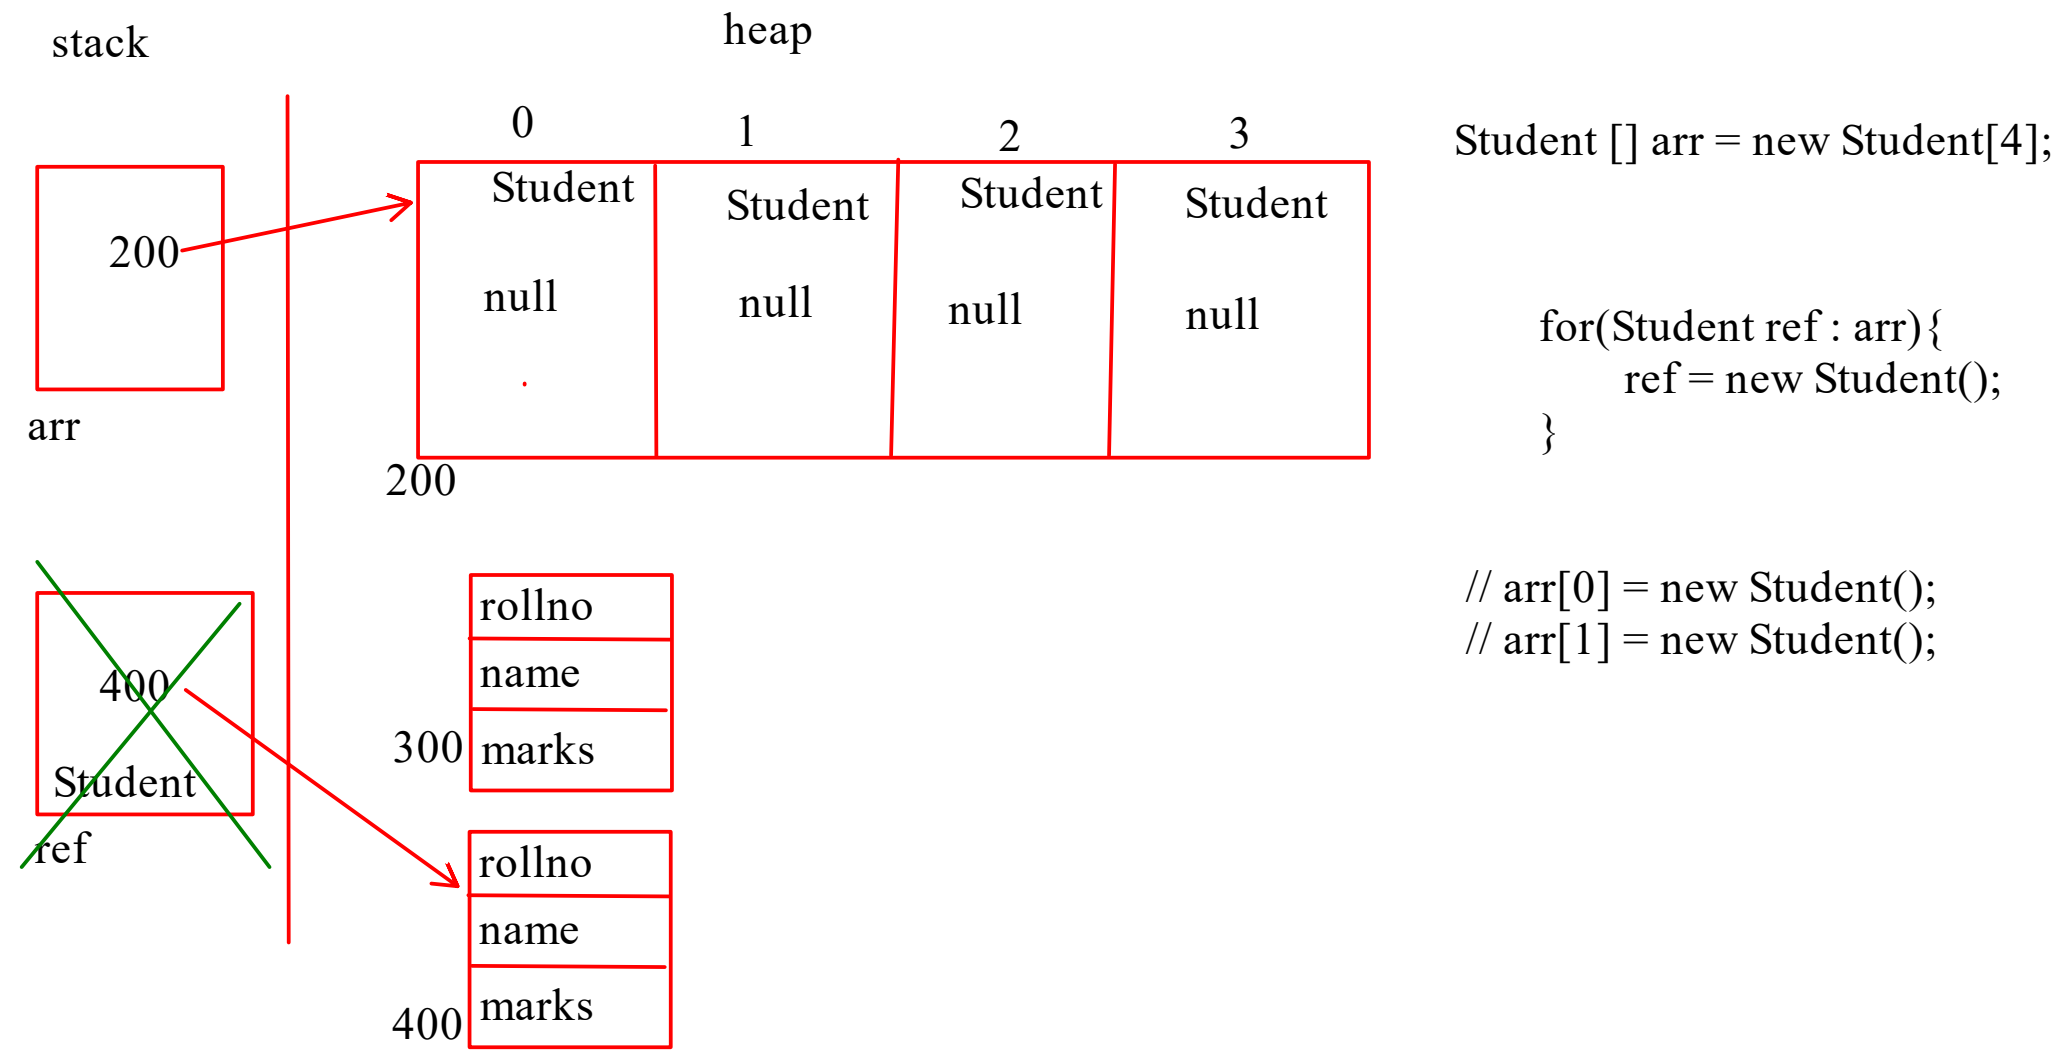 stack
heap
0
1
2
3
Student [] arr = new Student[4];
Student
Student
Student
Student
200
null
null
null
null
for(Student ref : arr){
ref = new Student();
}
arr
200
// arr[0] = new Student();
// arr[1] = new Student();
400
Student
ref
rollno
name
300
marks
rollno
name
400
marks